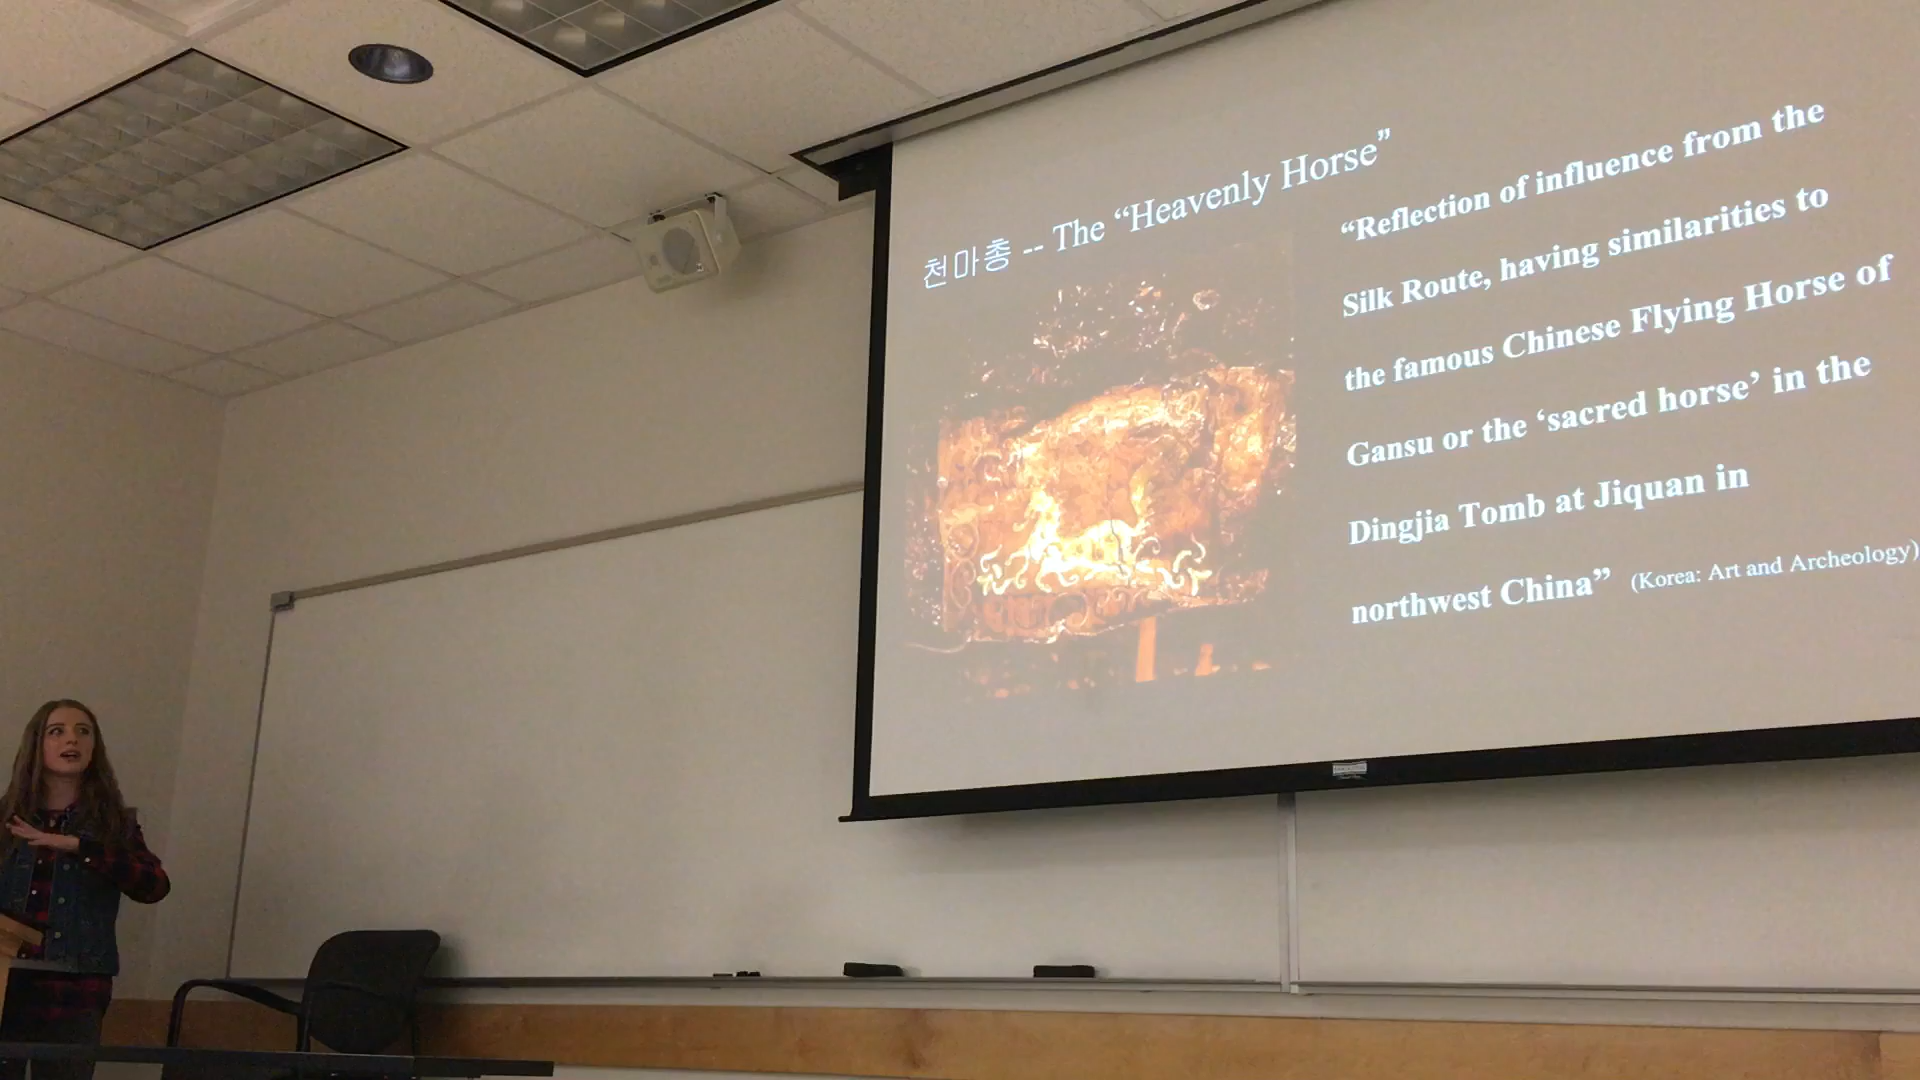 천마총 -- The “Heavenly Horse”
“Reflection of influence from the
Silk Route, having similarities to
the famous Chinese Flying Horse of
Gansu or the ‘sacred horse’ in the
Dingjia Tomb at Jiquan in
northwest China” (Korea: Art and Archeology)